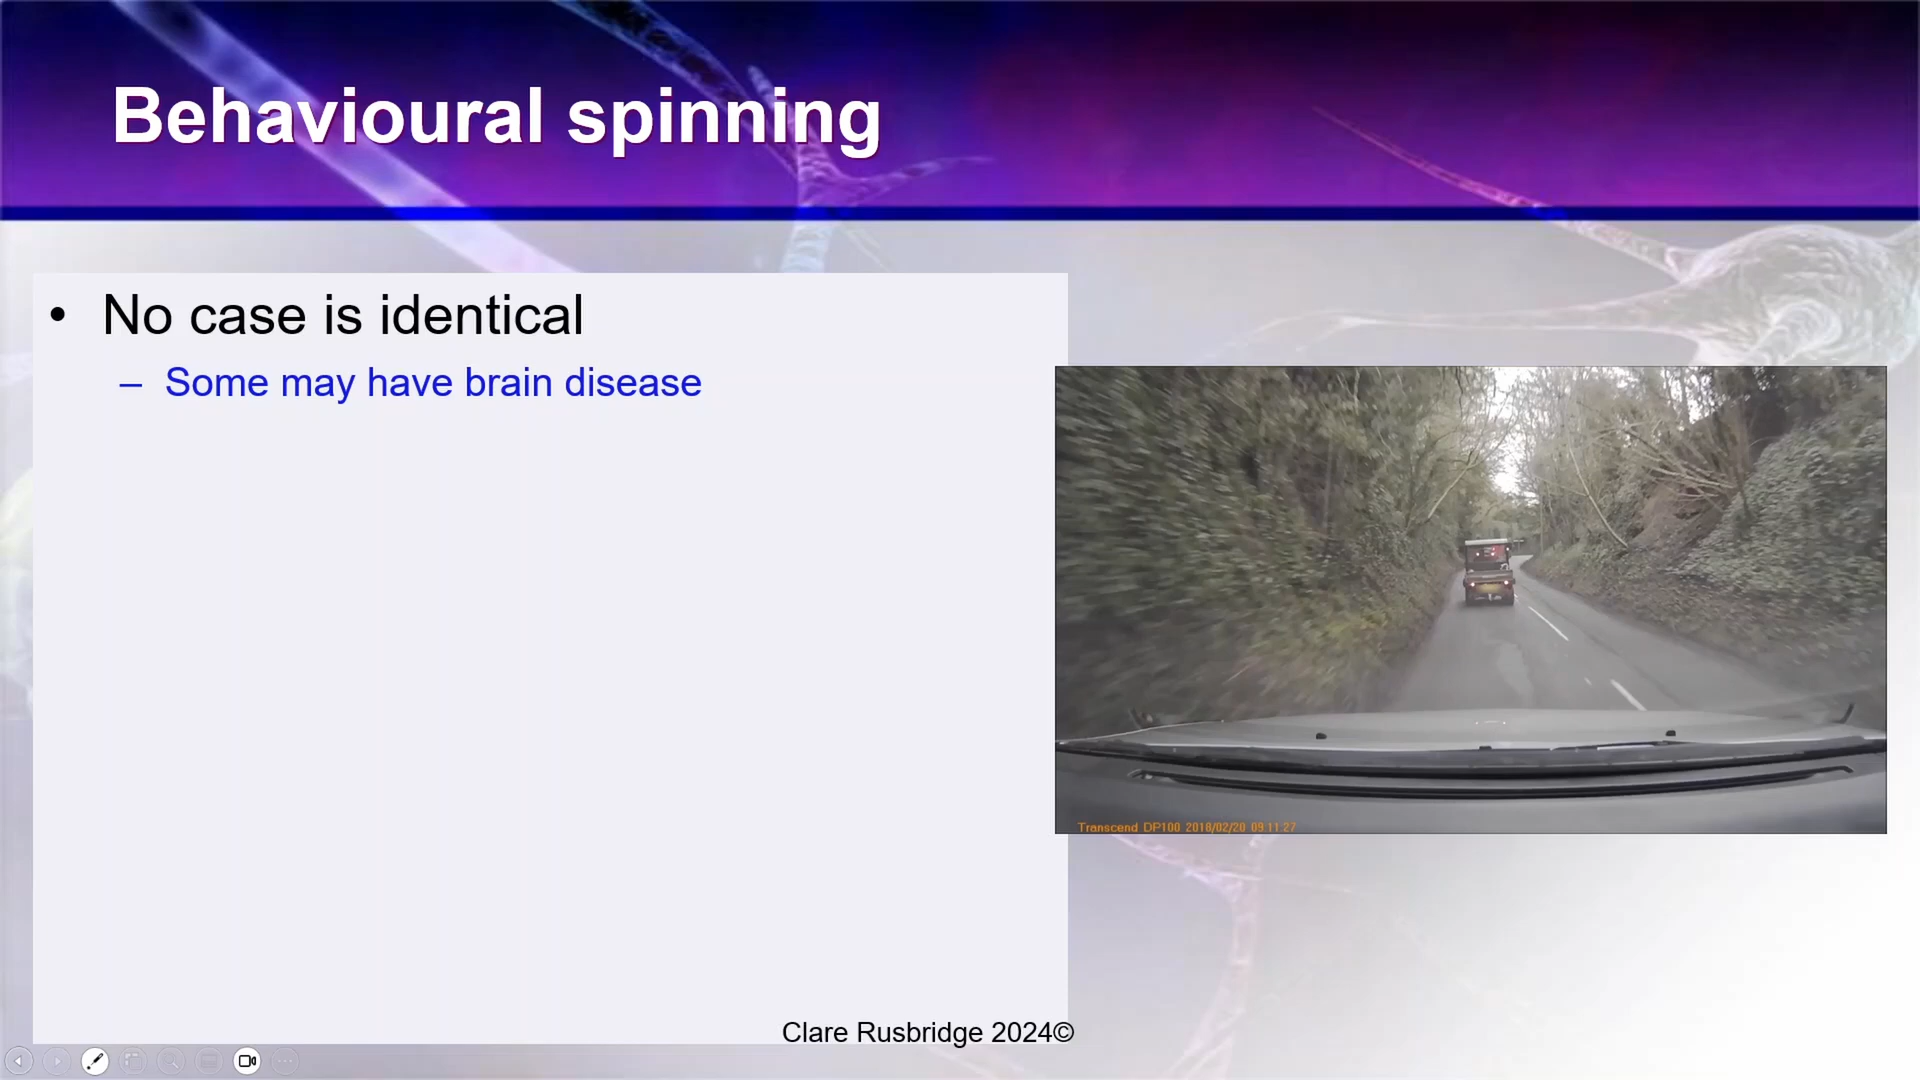 Behavioural spinning
• No case is identical
– Some may have brain disease
Transcend DP100 2018/02/20 09:11:27
Clare Rusbridge 2024©